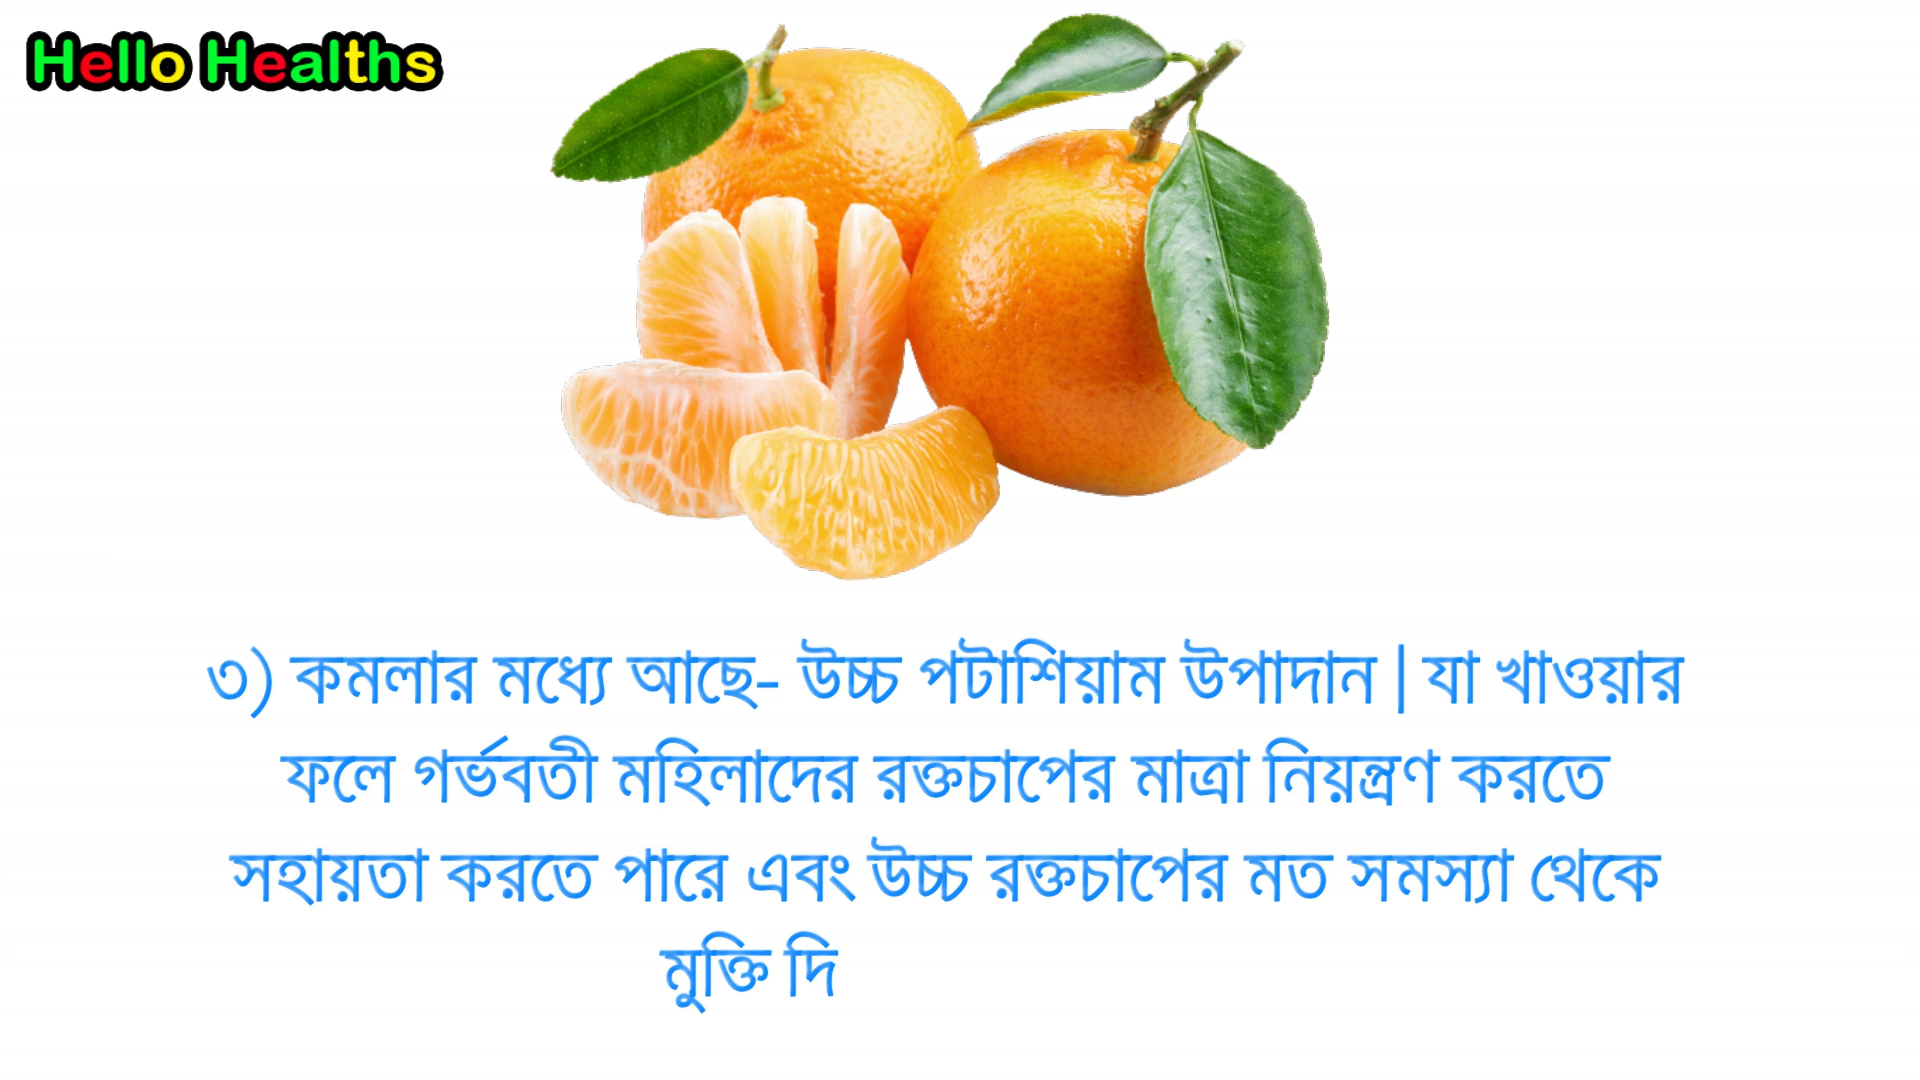 Hello Healths
৩) কমলার মধ্যে আছে- উচ্চ পটাশিয়াম উপাদান | যা খাওয়ার
ফলে গর্ভবতী মহিলাদের রক্তচাপের মাত্রা নিয়ন্ত্রণ করতে
সহায়তা করতে পারে এবং উচ্চ রক্তচাপের মত সমস্যা থেকে
মুক্তি দি